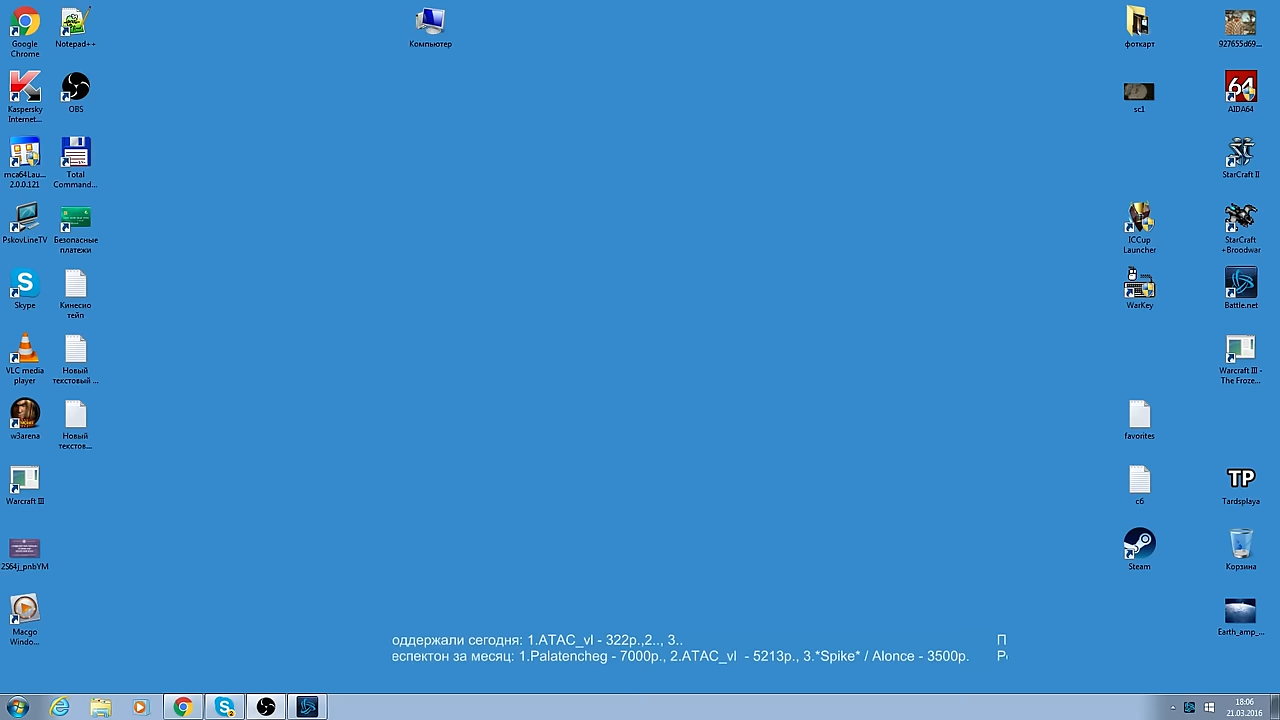 Google
Chrome
Notepad++
Компьютер
фоткарт
927655d69...
Kaspersky
Internet...
OBS
sc1
64
AIDA64
mca64Lau...
2.0.0.121
Total
Command...
StarCraft II
PskovLineTV
Безопасные
платежи
ICCup
Launcher
StarCraft
+Broodwar
Skype
Кинесио
тейп
WarKey
Battle.net
VLC media
player
Новый
текстовый ...
Warcraft III -
The Froze...
w3arena
Новый
текстов...
favorites
Warcraft III
c6
TP
Tardsplaya
2S64j_pnbYM
Steam
Корзина
Macgo
Windo...
Earth_amp_...
оддержали сегодня: 1.ATAC_vl - 322р.,2.., 3.. П
еспектон за месяц: 1.Palatencheg - 7000р., 2.ATAC_vl - 5213р., 3.*Spike* / Alonce - 3500р. Р
18:06
21.03.2016